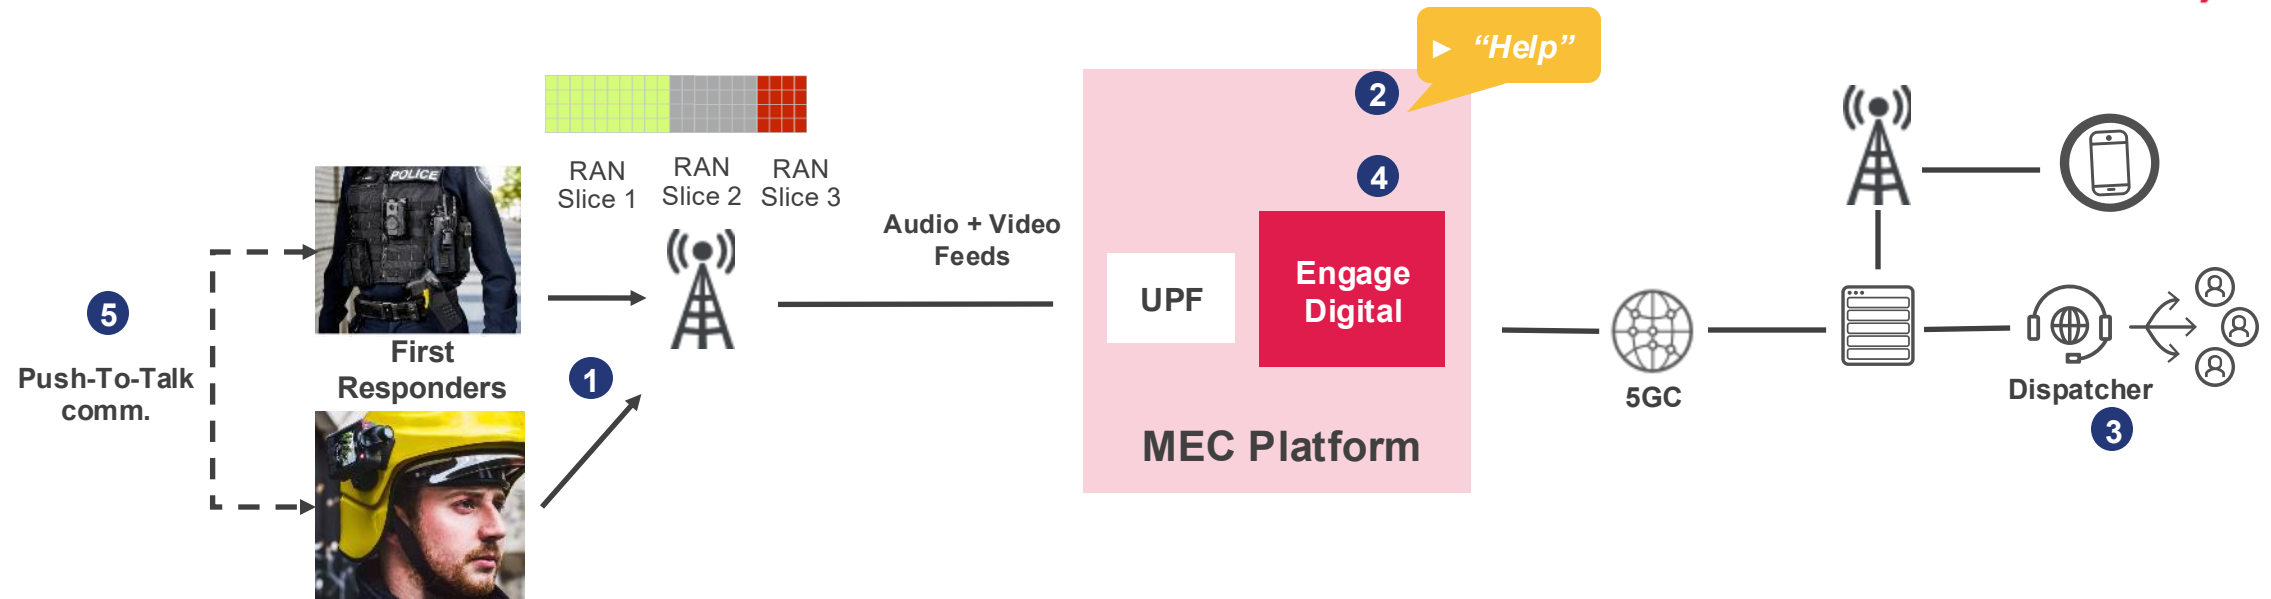 ► “Help”
2
RAN
Slice 1
RAN
Slice 2
RAN
Slice 3
4
POLICE
Audio + Video
Feeds
Engage
Digital
UPF
5
First
Responders
1
Push-To-Talk
comm.
5GC
Dispatcher
3
MEC Platform